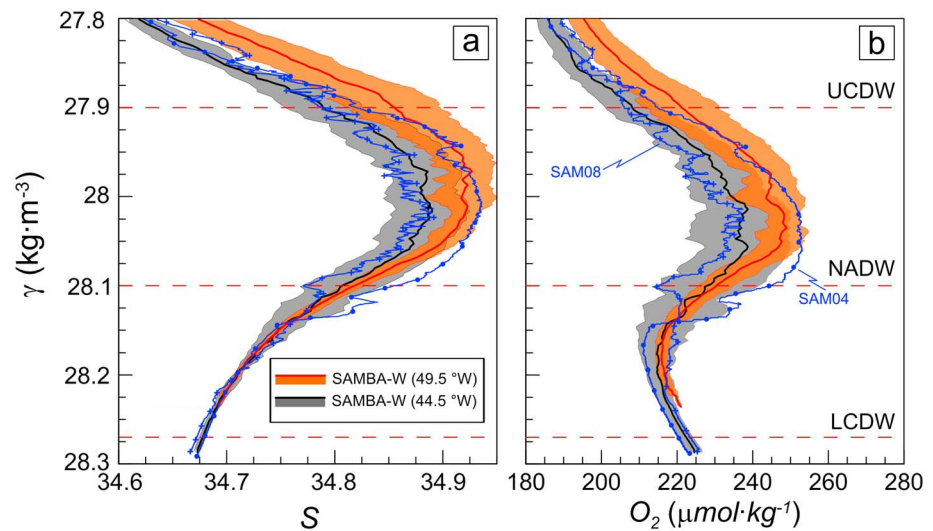 27.8
27.9
28
28.1
28.2
28.3
γ (kg·m-3)
a
SAMBA-W (49.5 °W)
SAMBA-W (44.5 °W)
34.6 34.7 34.8 34.9
S
b
UCDW
SAM08
NADW
SAM04
LCDW
180 200 220 240 260 280
O2 (μmol·kg-1)